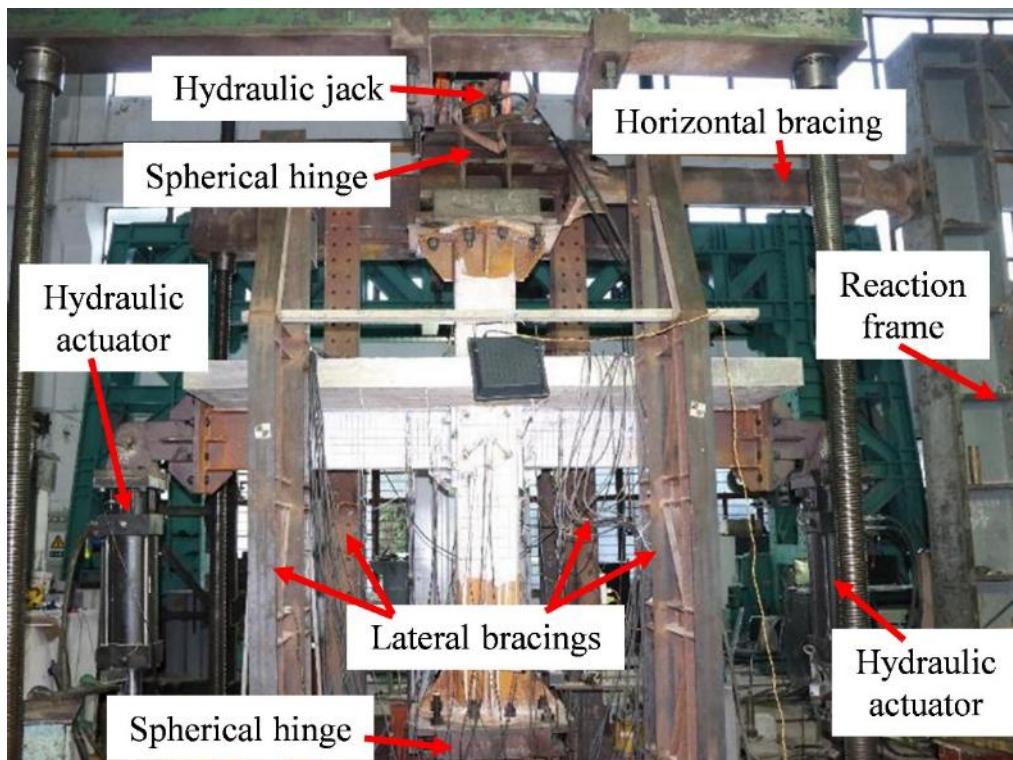 Hydraulic jack
Horizontal bracing
Spherical hinge
Hydraulic
actuator
Reaction
frame
Lateral bracings
Hydraulic
actuator
Spherical hinge